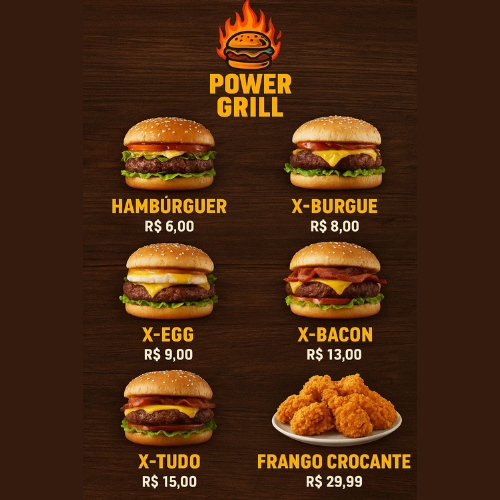 POWER
GRILL
HAMBÚRGUER
R$ 6,00
X-BURGUE
R$ 8,00
X-EGG
R$ 9,00
X-BACON
R$ 13,00
X-TUDO
R$ 15,00
FRANGO CROCANTE
R$ 29,99